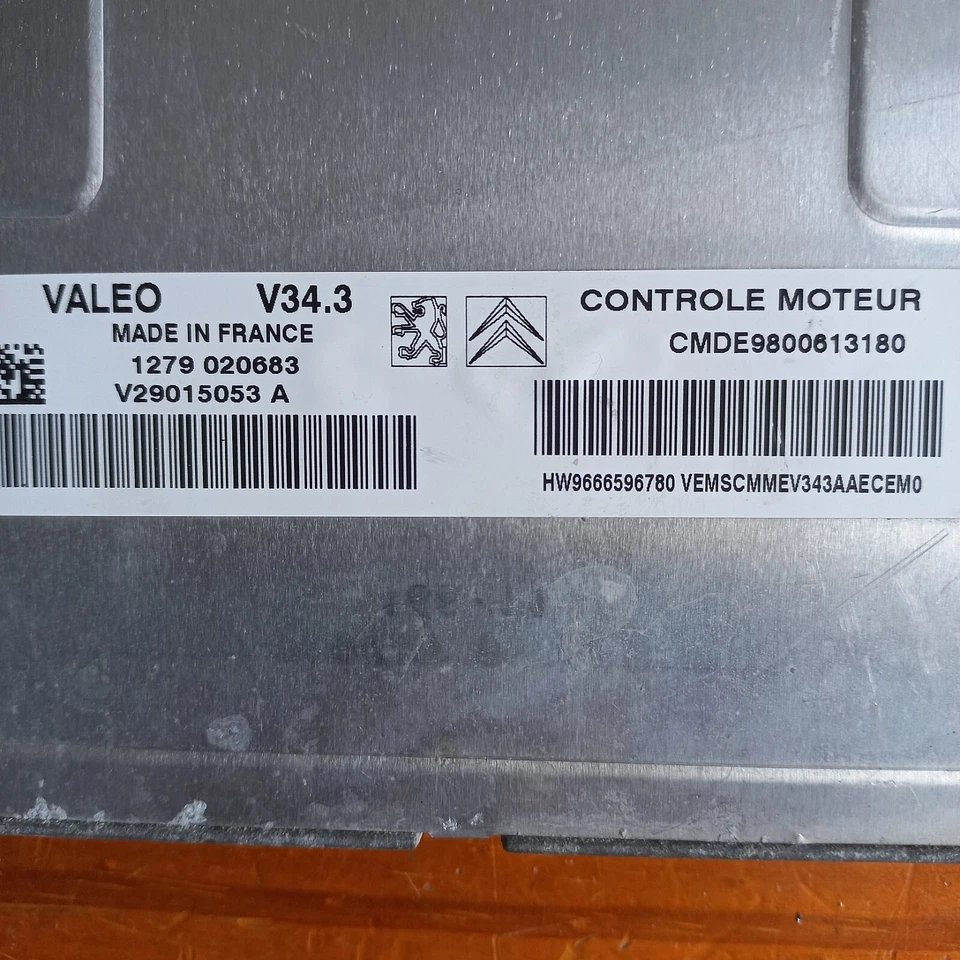 VALEO V34.3
MADE IN FRANCE
1279 020683
V29015053 A
CONTROLE MOTEUR
CMDE9800613180
HW9666596780 VEMSCMMEV343AAECEM0